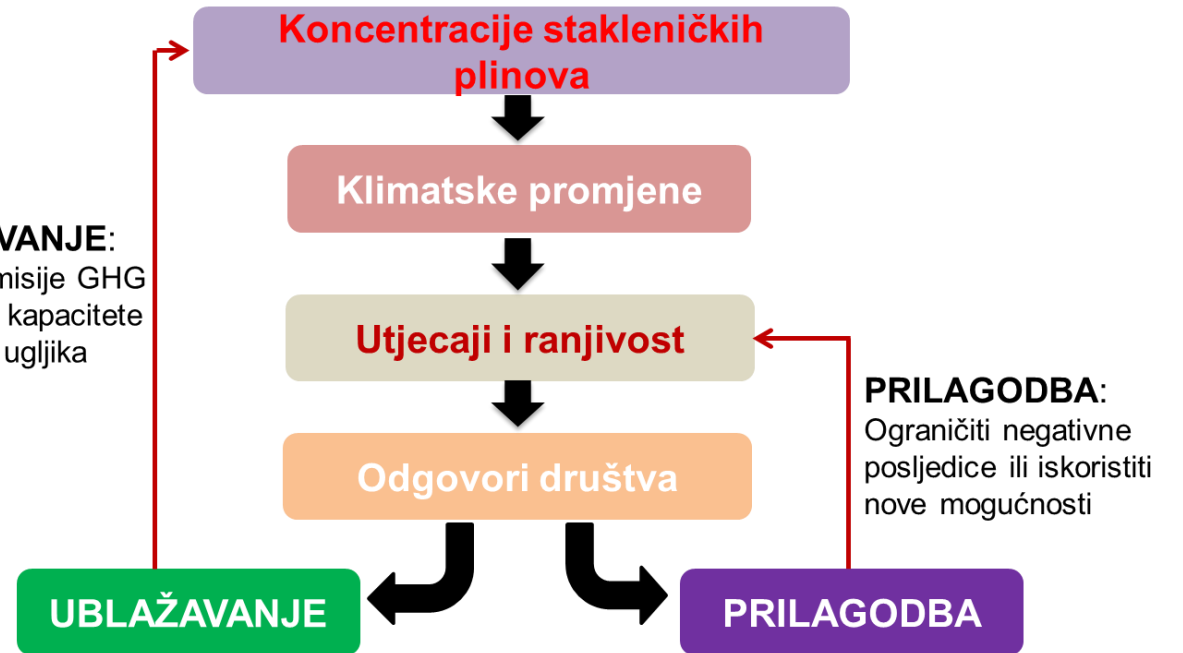 Koncentracije stakleničkih
plinova
Klimatske promjene
VANJE:
misije GHG
kapacitete
ugljika
Utjecaji i ranjivost
PRILAGODBA:
Ograničiti negativne
posljedice ili iskoristiti
nove mogućnosti
Odgovori društva
UBLAŽAVANJE
PRILAGODBA